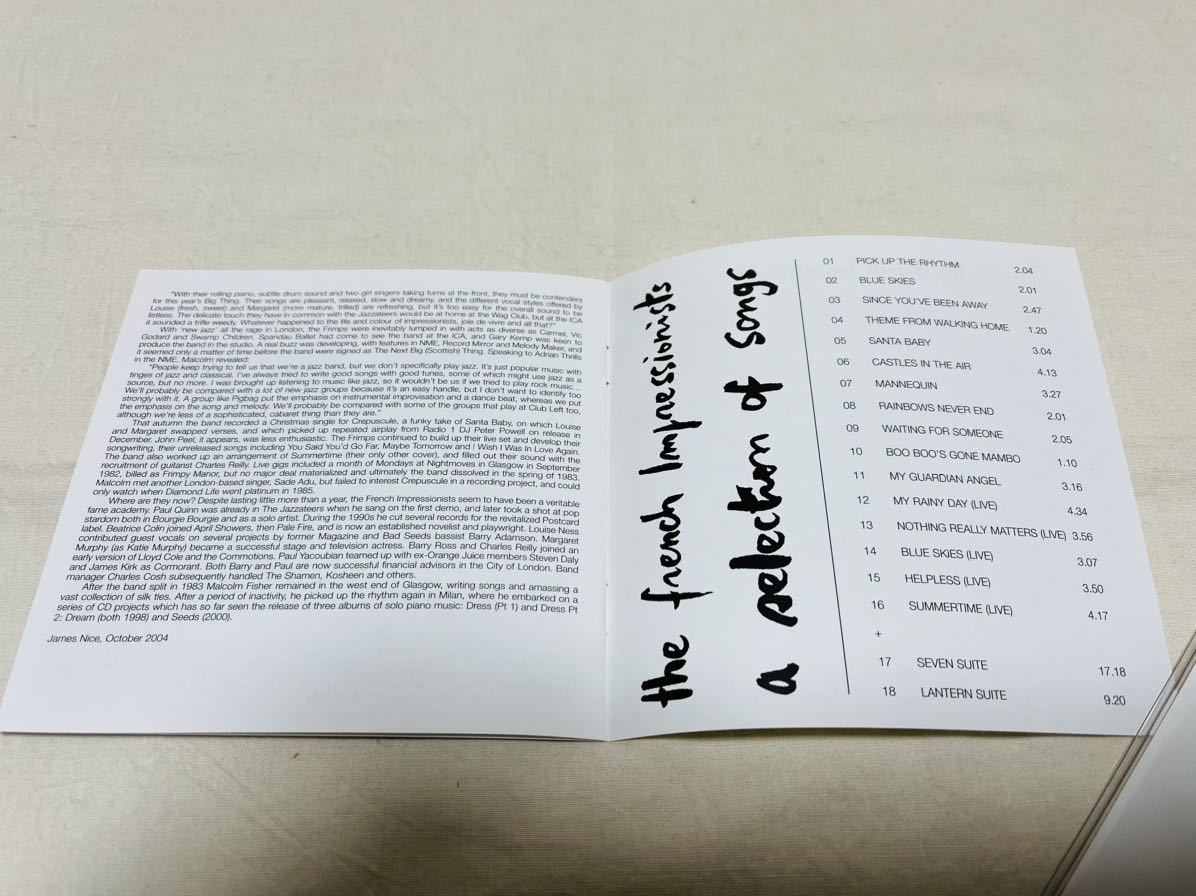 "With their rolling piano, subtle drum sound and two girl singers taking turns at the front, they must be contenders
for this year's Big Thing. Their songs are pleasant, relaxed, slow and dreamy, and the different vocal styles offered by
Louise (fresh, sweet) and Margaret (more mature, trilled) are refreshing, but it's too easy for the overall sound to be
listless. The delicate touch they have in common with the Jazzateers would be at home at the Wag Club, but at the ICA
it sounded a trifle weedy. Whatever happened to the life and colour of impressionists, joie de vivre and all that?"
With 'new jazz' all the rage in London, the Frimps were inevitably lumped in with acts as diverse as Carmel, Vic
Godard and Swamp Children. Spandau Ballet had come to see the band at the ICA, and Gary Kemp was keen to
produce the band in the studio. A real buzz was developing, with features in NME, Record Mirror and Melody Maker, and
it seemed only a matter of time before the band were signed as The Next Big (Scottish) Thing. Speaking to Adrian Thrills
in the NME, Malcolm revealed:
"People keep trying to tell us that we're a jazz band, but we don't specifically play jazz. It's just popular music with
tinges of jazz and classical. I've always tried to write good songs with good tunes, some of which might use jazz as a
source, but no more. I was brought up listening to music like jazz, so it wouldn't be us if we tried to play rock music...
We'll probably be compared with a lot of new jazz groups because it's an easy handle, but I don't want to identify too
strongly with it. A group like Pigbag put the emphasis on instrumental improvisation and a dance beat, whereas we put
the emphasis on the song and melody. We'll probably be compared with some of the groups that play at Club Left too,
although we're less of a sophisticated, cabaret thing than they are."
That autumn the band recorded a Christmas single for Crepuscule, a funky take of Santa Baby, on which Louise
and Margaret swapped verses, and which picked up repeated airplay from Radio 1 DJ Peter Powell on release in
December. John Peel, it appears, was less enthusiastic. The Frimps continued to build up their live set and develop their
songwriting, their unreleased songs including You Said You'd Go Far, Maybe Tomorrow and I Wish I Was In Love Again.
The band also worked up an arrangement of Summertime (their only other cover), and filled out their sound with the
recruitment of guitarist Charles Reilly. Live gigs included a month of Mondays at Nightmoves in Glasgow in September
1982, billed as Frimpy Manor, but no major deal materialized and ultimately the band dissolved in the spring of 1983.
Malcolm met another London-based singer, Sade Adu, but failed to interest Crepuscule in a recording project, and could
only watch when Diamond Life went platinum in 1985.
Where are they now? Despite lasting little more than a year, the French Impressionists seem to have been a veritable
fame academy. Paul Quinn was already in The Jazzateers when he sang on the first demo, and later took a shot at pop
stardom both in Bourgie Bourgie and as a solo artist. During the 1990s he cut several records for the revitalized Postcard
label. Beatrice Colin joined April Showers, then Pale Fire, and is now an established novelist and playwright. Louise Ness
contributed guest vocals on several projects by former Magazine and Bad Seeds bassist Barry Adamson. Margaret
Murphy (as Katie Murphy) became a successful stage and television actress. Barry Ross and Charles Reilly joined an
early version of Lloyd Cole and the Commotions. Paul Yacoubian teamed up with ex-Orange Juice members Steven Daly
and James Kirk as Cormorant. Both Barry and Paul are now successful financial advisors in the City of London. Band
manager Charles Cosh subsequently handled The Shamen, Kosheen and others.
After the band split in 1983 Malcolm Fisher remained in the west end of Glasgow, writing songs and amassing a
vast collection of silk ties. After a period of inactivity, he picked up the rhythm again in Milan, where he embarked on a
series of CD projects which has so far seen the release of three albums of solo piano music: Dress (Pt 1) and Dress Pt
2: Dream (both 1998) and Seeds (2000).
James Nice, October 2004
the french Impressionists
a selection of songs
01 PICK UP THE RHYTHM 2.04
02 BLUE SKIES 2.01
03 SINCE YOU'VE BEEN AWAY 2.47
04 THEME FROM WALKING HOME 1.20
05 SANTA BABY 3.04
06 CASTLES IN THE AIR 4.13
07 MANNEQUIN 3.27
08 RAINBOWS NEVER END 2.01
09 WAITING FOR SOMEONE 2.05
10 BOO BOO'S GONE MAMBO 1.10
11 MY GUARDIAN ANGEL 3.16
12 MY RAINY DAY (LIVE) 4.34
13 NOTHING REALLY MATTERS (LIVE) 3.56
14 BLUE SKIES (LIVE) 3.07
15 HELPLESS (LIVE) 3.50
16 SUMMERTIME (LIVE) 4.17
+
17 SEVEN SUITE 17.18
18 LANTERN SUITE 9.20